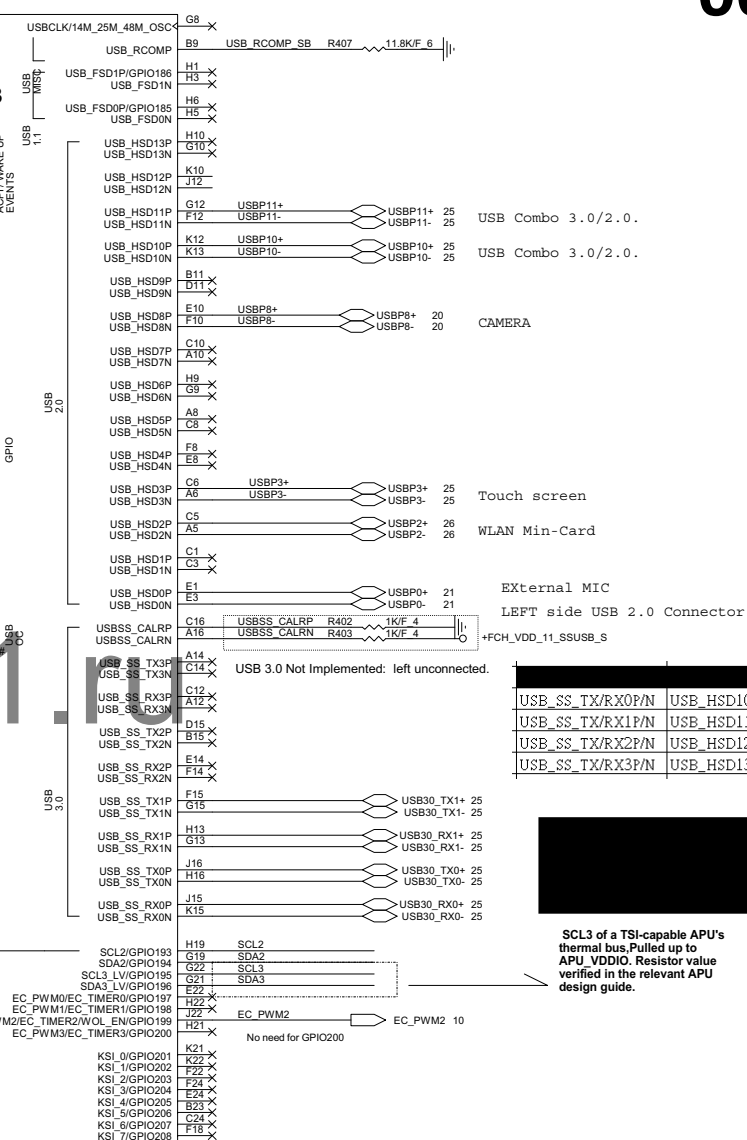 USBCLK/14M_25M_48M_OSC G8
USB_RCOMP B9 USB_RCOMP_SB R407 11.8K/F_6
USB MISC
USB_FSD1P/GPIO186 H1
USB_FSD1N H3
USB_FSD0P/GPIO185 H6
USB_FSD0N H5
USB 1.1
EVENTS
USB_HSD13P H10
USB_HSD13N G10
USB_HSD12P K10
USB_HSD12N J12
USB_HSD11P G12 USBP11+ USBP11+ 25
USB_HSD11N F12 USBP11- USBP11- 25
USB Combo 3.0/2.0.
USB_HSD10P K12 USBP10+ USBP10+ 25
USB_HSD10N K13 USBP10- USBP10- 25
USB Combo 3.0/2.0.
USB_HSD9P B11
USB_HSD9N D11
USB_HSD8P E10 USBP8+ USBP8+ 20
USB_HSD8N F10 USBP8- USBP8- 20
CAMERA
USB_HSD7P C10
USB_HSD7N A10
USB_HSD6P H9
USB_HSD6N G9
USB 2.0
USB_HSD5P A8
USB_HSD5N C8
GPIO
USB_HSD4P F8
USB_HSD4N E8
USB_HSD3P C6 USBP3+ USBP3+ 25
USB_HSD3N A6 USBP3- USBP3- 25
Touch screen
USB_HSD2P C5 USBP2+ 26
USB_HSD2N A5 USBP2- 26
WLAN Min-Card
USB_HSD1P C1
USB_HSD1N C3
USB_HSD0P E1 USBP0+ 21
USB_HSD0N E3 USBP0- 21
EXternal MIC
LEFT side USB 2.0 Connector
USB OC
USBSS_CALRP C16 USBSS_CALRP R402 1K/F_4
USBSS_CALRN A16 USBSS_CALRN R403 1K/F_4 +FCH_VDD_11_SSUSB_S
USB 3.0 Not Implemented: left unconnected.
1.ru
USB_SS_TX3P A14
USB_SS_TX3N C14
USB_SS_RX3P C12
USB_SS_RX3N A12
USB_SS_TX2P D15
USB_SS_TX2N B15
USB_SS_RX2P E14
USB_SS_RX2N F14
USB 3.0
USB_SS_TX1P F15 USB30_TX1+ 25
USB_SS_TX1N G15 USB30_TX1- 25
USB_SS_RX1P H13 USB30_RX1+ 25
USB_SS_RX1N G13 USB30_RX1- 25
USB_SS_TX0P J16 USB30_TX0+ 25
USB_SS_TX0N H16 USB30_TX0- 25
USB_SS_RX0P J15 USB30_RX0+ 25
USB_SS_RX0N K15 USB30_RX0- 25
USB_SS_TX/RX0P/N USB_HSD10
USB_SS_TX/RX1P/N USB_HSD11
USB_SS_TX/RX2P/N USB_HSD12
USB_SS_TX/RX3P/N USB_HSD13
SCL3 of a TSI-capable APU's
thermal bus,Pulled up to
APU_VDDIO. Resistor value
verified in the relevant APU
design guide.
SCL2/GPIO193 H19 SCL2
SDA2/GPIO194 G19 SDA2
SCL3_LV/GPIO195 G22 SCL3
SDA3_LV/GPIO196 G21 SDA3
EC_PWM0/EC_TIMER0/GPIO197 E22
EC_PWM1/EC_TIMER1/GPIO198 H22
M2/EC_TIMER2/WOL_EN/GPIO199 J22 EC_PWM2 EC_PWM2 10
EC_PWM3/EC_TIMER3/GPIO200 H21
No need for GPIO200
KSI_0/GPIO201 K21
KSI_1/GPIO202 K22
KSI_2/GPIO203 F22
KSI_3/GPIO204 F24
KSI_4/GPIO205 E24
KSI_5/GPIO206 B23
KSI_6/GPIO207 C24
KSI_7/GPIO208 F18